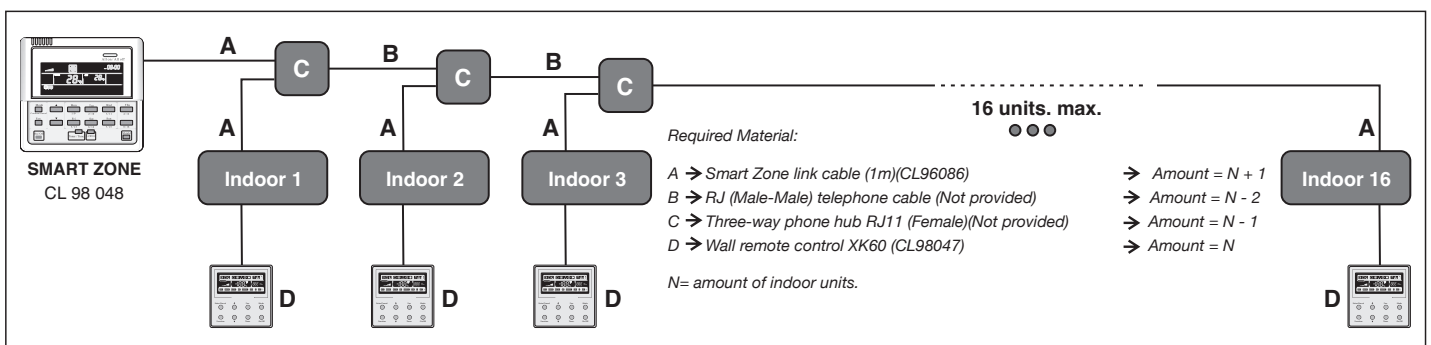 A
B
B
C
C
C
16 units. max.
A
A
A
A
Required Material:
SMART ZONE
CL 98 048
Indoor 1
Indoor 2
Indoor 3
Indoor 16
A → Smart Zone link cable (1m)(CL96086) → Amount = N + 1
B → RJ (Male-Male) telephone cable (Not provided) → Amount = N - 2
C → Three-way phone hub RJ11 (Female)(Not provided) → Amount = N - 1
D → Wall remote control XK60 (CL98047) → Amount = N
N= amount of indoor units.
D
D
D
D